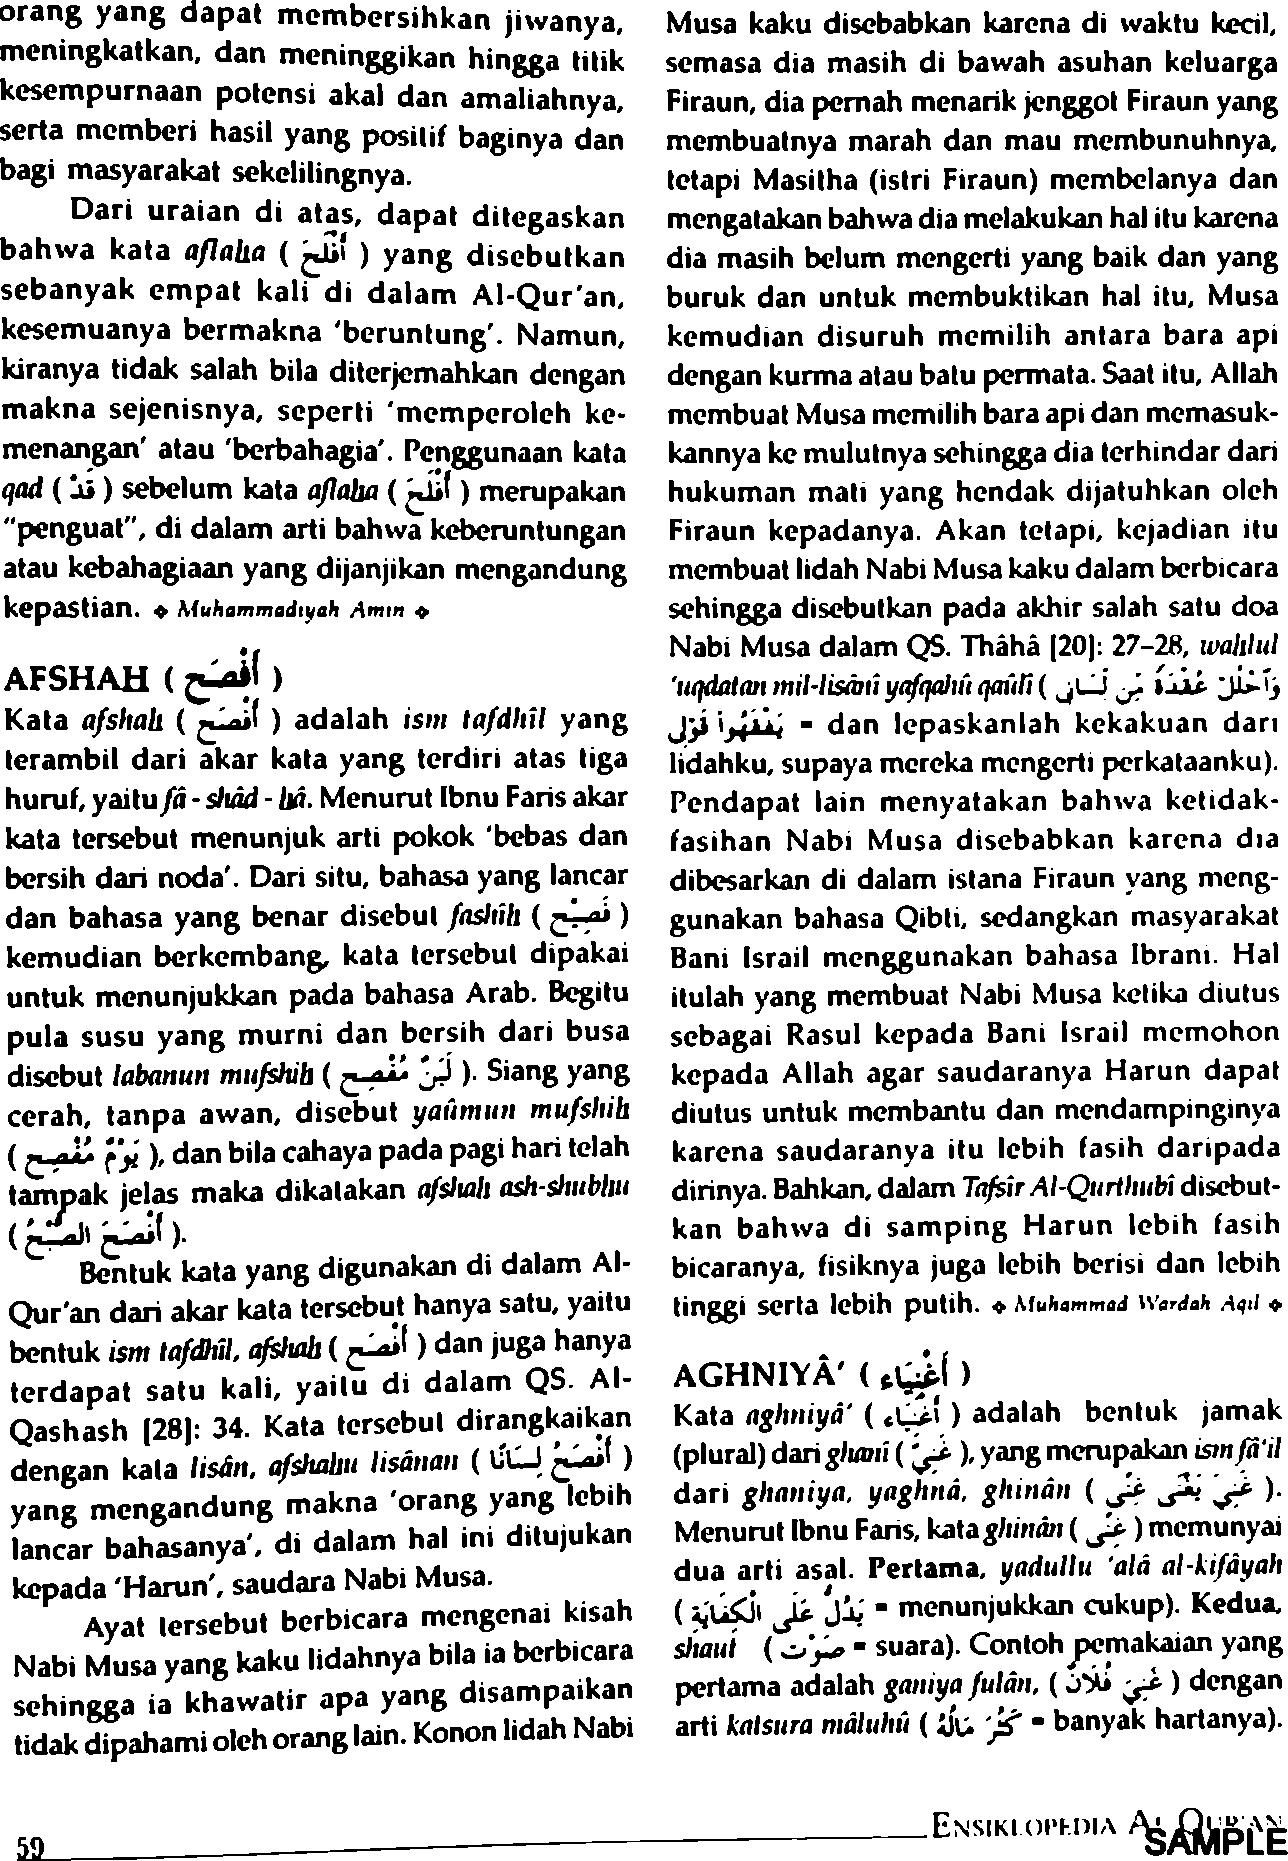 orang yang dapat membersihkan jiwanya,
meningkatkan, dan meninggikan hingga titik
kesempurnaan potensi akal dan amaliahnya,
serta memberi hasil yang positif baginya dan
bagi masyarakat sekelilingnya.
Dari uraian di atas, dapat ditegaskan
bahwa kata aflaḥa ( أَفْلَحَ ) yang disebutkan
sebanyak empat kali di dalam Al-Qur'an,
kesemuanya bermakna 'beruntung'. Namun,
kiranya tidak salah bila diterjemahkan dengan
makna sejenisnya, seperti 'memperoleh ke-
menangan' atau 'berbahagia'. Penggunaan kata
qad ( قَدْ ) sebelum kata aflaḥa ( أَفْلَحَ ) merupakan
"penguat", di dalam arti bahwa keberuntungan
atau kebahagiaan yang dijanjikan mengandung
kepastian. ✦ Muhammadiyah Amin ✦
AFSHAH ( أَفْصَح )
Kata afshaḥ ( أَفْصَح ) adalah ism tafdhîl yang
terambil dari akar kata yang terdiri atas tiga
huruf, yaitu fâ - shâd - ḥâ. Menurut Ibnu Faris akar
kata tersebut menunjuk arti pokok 'bebas dan
bersih dari noda'. Dari situ, bahasa yang lancar
dan bahasa yang benar disebut fashîḥ ( فَصِيْح )
kemudian berkembang, kata tersebut dipakai
untuk menunjukkan pada bahasa Arab. Begitu
pula susu yang murni dan bersih dari busa
disebut labanun mufshiḥ ( لَبَنٌ مُفْصِح ). Siang yang
cerah, tanpa awan, disebut yaûmun mufshiḥ
( يَوْمٌ مُفْصِح ), dan bila cahaya pada pagi hari telah
tampak jelas maka dikatakan afshaḥ ash-shubḥu
( أَفْصَحَ الصُّبْحُ ).
Bentuk kata yang digunakan di dalam Al-
Qur'an dari akar kata tersebut hanya satu, yaitu
bentuk ism tafdhîl, afshaḥ ( أَفْصَح ) dan juga hanya
terdapat satu kali, yaitu di dalam QS. Al-
Qashash [28]: 34. Kata tersebut dirangkaikan
dengan kata lisân, afshaḥu lisânan ( أَفْصَحُ لِسَانًا )
yang mengandung makna 'orang yang lebih
lancar bahasanya', di dalam hal ini ditujukan
kepada 'Harun', saudara Nabi Musa.
Ayat tersebut berbicara mengenai kisah
Nabi Musa yang kaku lidahnya bila ia berbicara
sehingga ia khawatir apa yang disampaikan
tidak dipahami oleh orang lain. Konon lidah Nabi
Musa kaku disebabkan karena di waktu kecil,
semasa dia masih di bawah asuhan keluarga
Firaun, dia pernah menarik jenggot Firaun yang
membuatnya marah dan mau membunuhnya,
tetapi Masitha (istri Firaun) membelanya dan
mengatakan bahwa dia melakukan hal itu karena
dia masih belum mengerti yang baik dan yang
buruk dan untuk membuktikan hal itu, Musa
kemudian disuruh memilih antara bara api
dengan kurma atau batu permata. Saat itu, Allah
membuat Musa memilih bara api dan memasuk-
kannya ke mulutnya sehingga dia terhindar dari
hukuman mati yang hendak dijatuhkan oleh
Firaun kepadanya. Akan tetapi, kejadian itu
membuat lidah Nabi Musa kaku dalam berbicara
sehingga disebutkan pada akhir salah satu doa
Nabi Musa dalam QS. Thâhâ [20]: 27–28, waḥlul
'uqdatan mil-lisânî yafqahû qaûlî ( وَاحْلُلْ عُقْدَةً مِّن لِّسَانِي
يَفْقَهُوا قَوْلِي = dan lepaskanlah kekakuan dari
lidahku, supaya mereka mengerti perkataanku).
Pendapat lain menyatakan bahwa ketidak-
fasihan Nabi Musa disebabkan karena dia
dibesarkan di dalam istana Firaun yang meng-
gunakan bahasa Qibti, sedangkan masyarakat
Bani Israil menggunakan bahasa Ibrani. Hal
itulah yang membuat Nabi Musa ketika diutus
sebagai Rasul kepada Bani Israil memohon
kepada Allah agar saudaranya Harun dapat
diutus untuk membantu dan mendampinginya
karena saudaranya itu lebih fasih daripada
dirinya. Bahkan, dalam Tafsîr Al-Qurthubî disebut-
kan bahwa di samping Harun lebih fasih
bicaranya, fisiknya juga lebih berisi dan lebih
tinggi serta lebih putih. ✦ Muhammad Wardah Aqil ✦
AGHNIYÂ' ( أَغْنِيَاء )
Kata aghniyâ' ( أَغْنِيَاء ) adalah bentuk jamak
(plural) dari ghanî ( غَنِيّ ), yang merupakan ism fâ'il
dari ghaniya, yaghnâ, ghinân ( غَنِيَ يَغْنَى غِنًى ).
Menurut Ibnu Faris, kata ghinân ( غِنًى ) memunyai
dua arti asal. Pertama, yadullu 'alâ al-kifâyah
( يَدُلُّ عَلَى الْكِفَايَة = menunjukkan cukup). Kedua,
shaut ( صَوْت = suara). Contoh pemakaian yang
pertama adalah ganiya fulân, ( غَنِيَ فُلَانٌ ) dengan
arti katsura mâluhû ( كَثُرَ مَالُهُ = banyak hartanya).
59
ENSIKLOPEDIA AL QUR'AN
SAMPLE